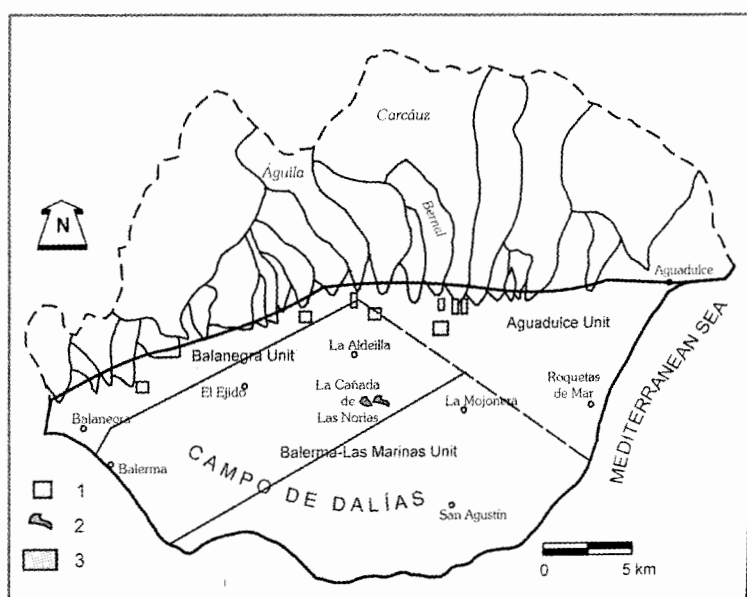 Carcáuz
Águila
Bernal
N
Aguadulce
Aguadulce Unit
Balanegra Unit
La Aldeilla
MEDITERRANEAN SEA
El Ejido
La Cañada
de
Las Norias
La Mojonera
Roquetas
de Mar
Balanegra
Balerma
Balerma-Las Marinas Unit
CAMPO DE DALÍAS
San Agustín
1
2
3
0 5 km